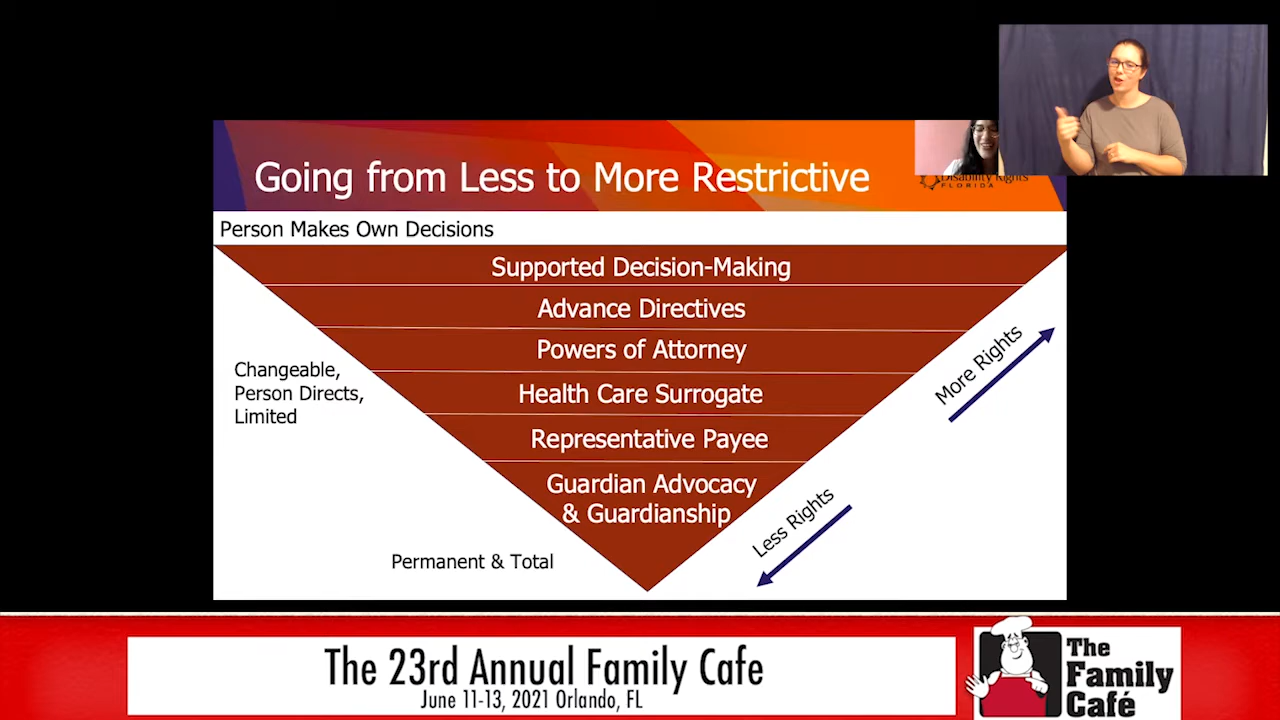 Going from Less to More Restrictive
Disability Rights
FLORIDA
Person Makes Own Decisions
Supported Decision-Making
Advance Directives
Powers of Attorney
Health Care Surrogate
Representative Payee
Guardian Advocacy
& Guardianship
Changeable,
Person Directs,
Limited
More Rights
Less Rights
Permanent & Total
The 23rd Annual Family Cafe
June 11-13, 2021 Orlando, FL
The
Family
Café